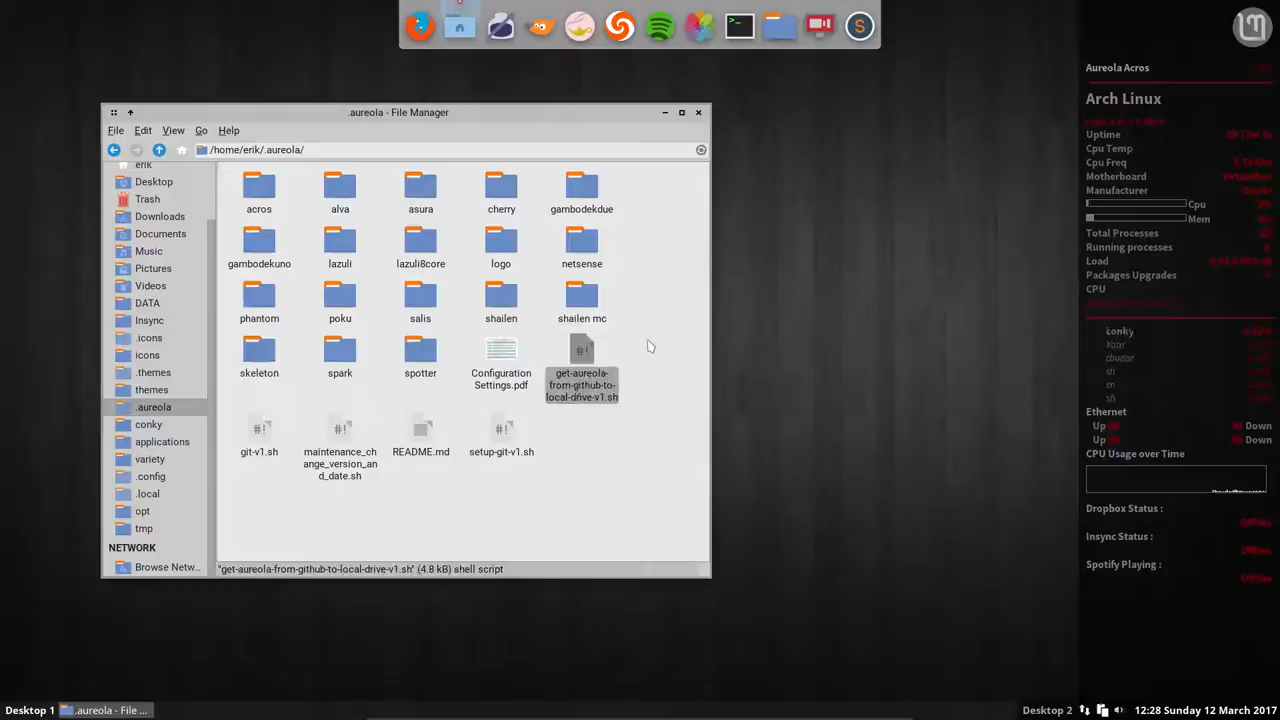 .aureola - File Manager
File Edit View Go Help
/home/erik/.aureola/
erik
Desktop
Trash
Downloads
Documents
Music
Pictures
Videos
DATA
Insync
.icons
icons
.themes
themes
.aureola
conky
applications
variety
.config
.local
opt
tmp
NETWORK
Browse Netw...
acros alva asura cherry gambodekdue
gambodekuno lazuli lazuli8core logo netsense
phantom poku salis shailen shailen mc
skeleton spark spotter Configuration
Settings.pdf
get-aureola-
from-github-to-
local-drive-v1.sh
git-v1.sh
maintenance_ch
ange_version_an
d_date.sh
README.md
setup-git-v1.sh
"get-aureola-from-github-to-local-drive-v1.sh" (4.8 kB) shell script
Aureola Acros
Arch Linux
Uptime
Cpu Temp
Cpu Freq
Motherboard
Manufacturer
Cpu
Mem
Total Processes
Running processes
Load
Packages Upgrades
CPU
conky
Ethernet
Up Down
Up Down
CPU Usage over Time
Dropbox Status :
Offline
Insync Status :
Offline
Spotify Playing :
Offline
Desktop 1 .aureola - File ... Desktop 2 12:28 Sunday 12 March 2017